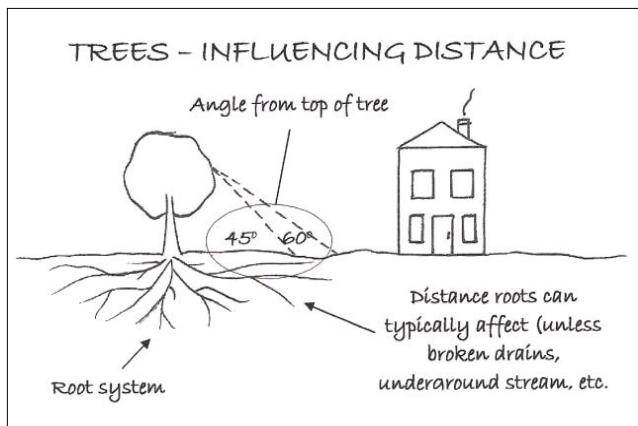 TREES – INFLUENCING DISTANCE
Angle from top of tree
45° 60°
Distance roots can
typically affect (unless
broken drains,
underground stream, etc.
Root system